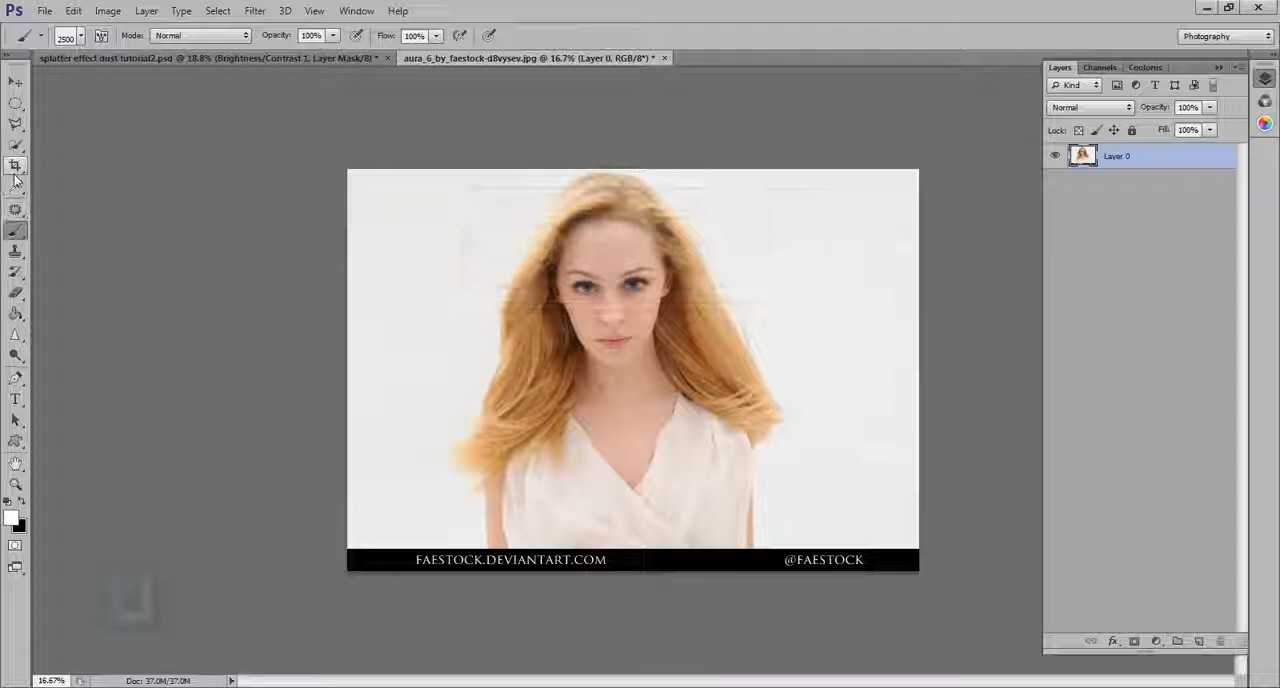 Ps File Edit Image Layer Type Select Filter 3D View Window Help
2500 Mode: Normal Opacity: 100% Flow: 100% Photography
splatter effect dust tutorial2.psd @ 18.8% (Brightness/Contrast 1, Layer Mask/8) * × aura_6_by_faestock-d8vysev.jpg @ 16.7% (Layer 0, RGB/8*) * ×
Layers Channels Coolorus
Kind
Normal Opacity: 100%
Lock: Fill: 100%
Layer 0
FAESTOCK.DEVIANTART.COM @FAESTOCK
16.67% Doc: 37.0M/37.0M